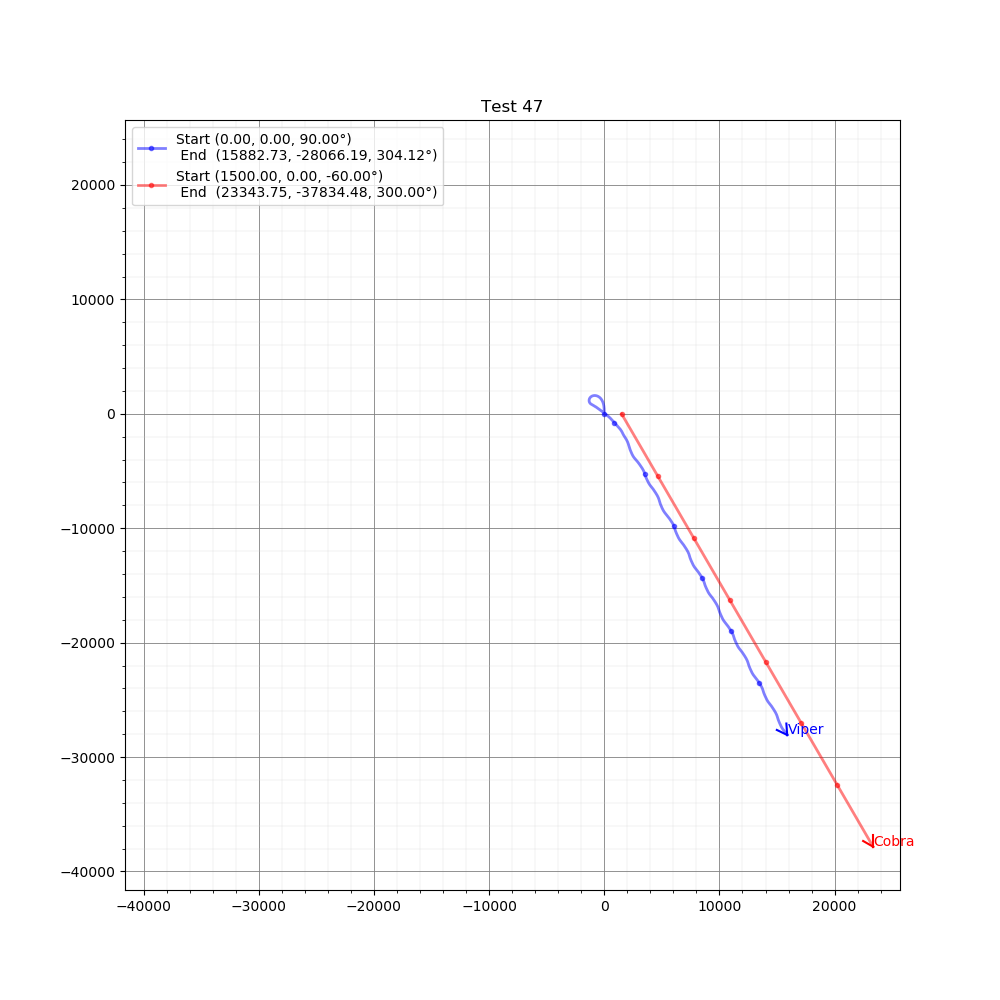 Test 47
Start (0.00, 0.00, 90.00°)
End  (15882.73, -28066.19, 304.12°)
Start (1500.00, 0.00, -60.00°)
End  (23343.75, -37834.48, 300.00°)
20000
10000
0
−10000
−20000
−30000
−40000
Viper
Cobra
−40000
−30000
−20000
−10000
0
10000
20000